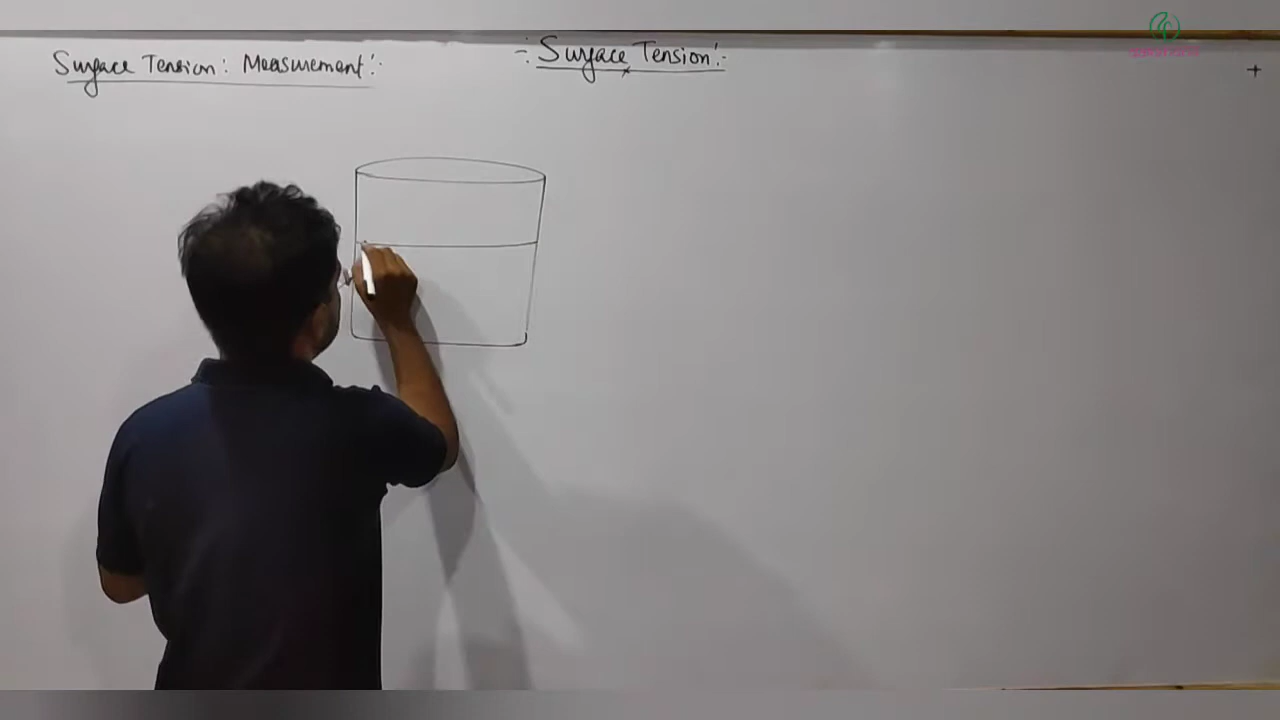 -: Surface Tension :-
Surface Tension : Measurement :-
+